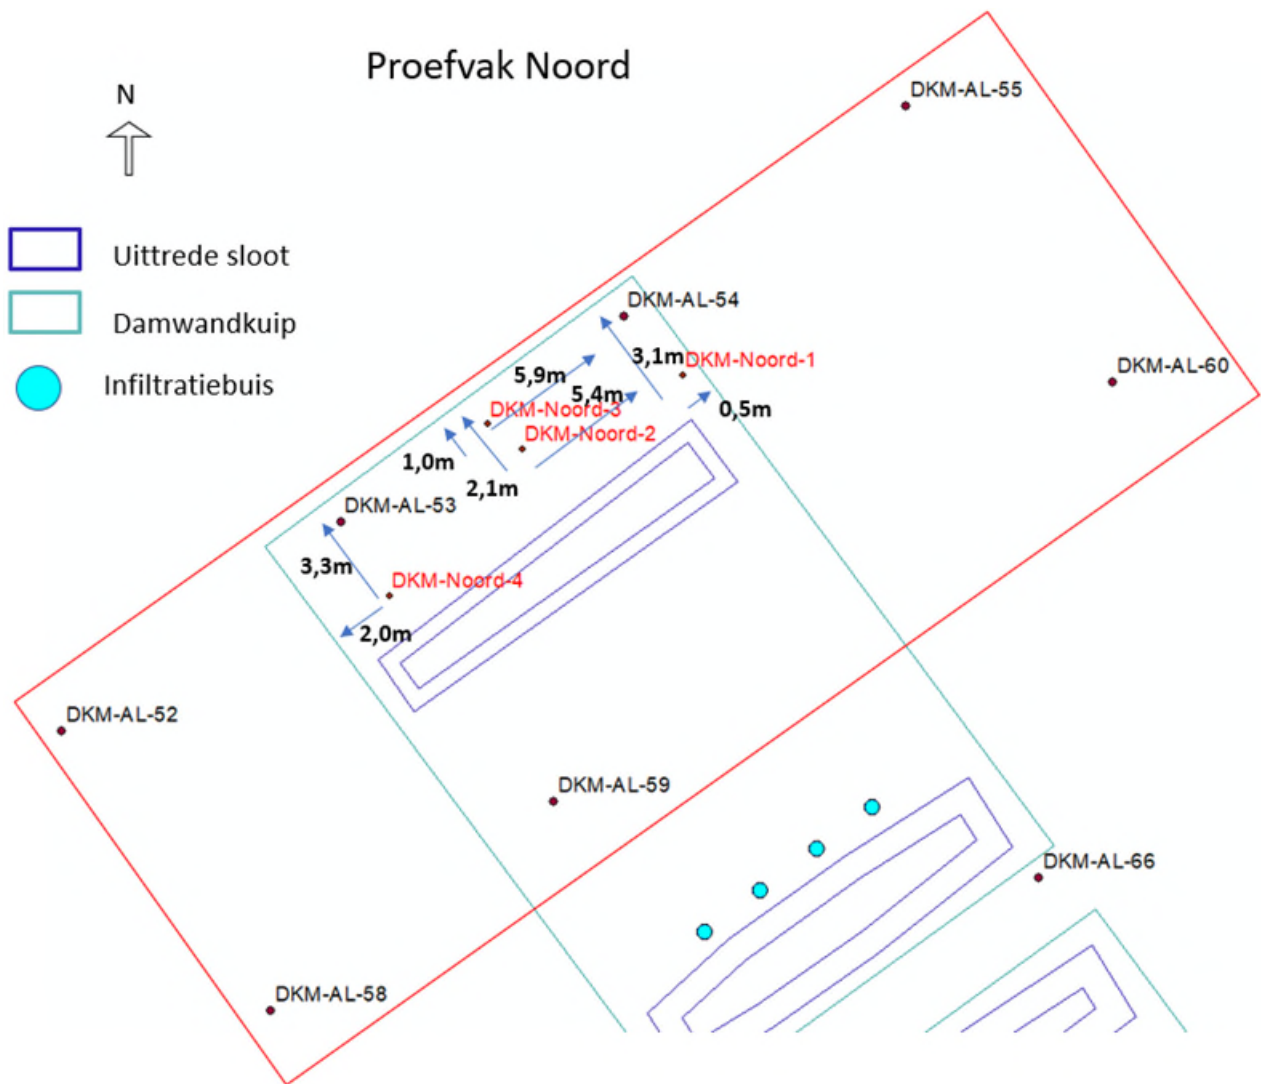 Proefvak Noord
N
DKM-AL-55
Uittrede sloot
Damwandkuip
Infiltratiebuis
DKM-AL-54
3,1m
DKM-Noord-1
5,9m
5,4m
0,5m
DKM-AL-60
DKM-Noord-3
DKM-Noord-2
1,0m
2,1m
DKM-AL-53
3,3m
DKM-Noord-4
2,0m
DKM-AL-52
DKM-AL-59
DKM-AL-66
DKM-AL-58